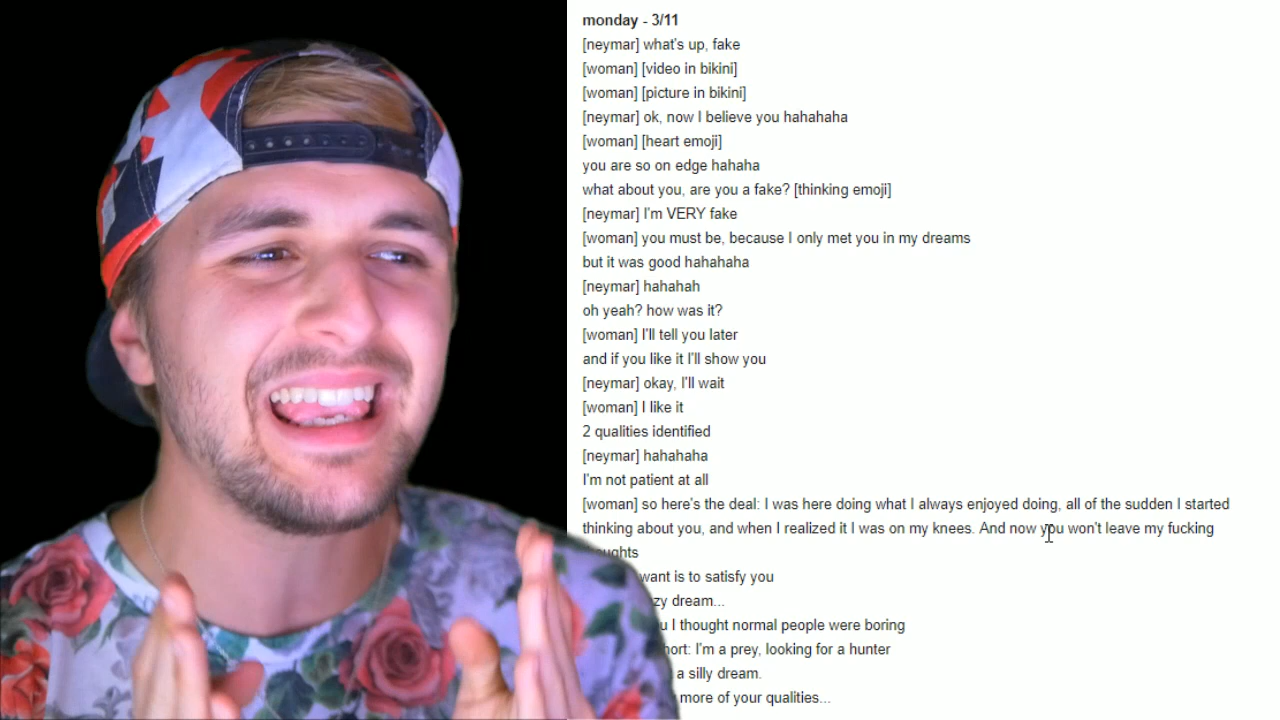 monday - 3/11
[neymar] what's up, fake
[woman] [video in bikini]
[woman] [picture in bikini]
[neymar] ok, now I believe you hahahaha
[woman] [heart emoji]
you are so on edge hahaha
what about you, are you a fake? [thinking emoji]
[neymar] I'm VERY fake
[woman] you must be, because I only met you in my dreams
but it was good hahahaha
[neymar] hahahah
oh yeah? how was it?
[woman] I'll tell you later
and if you like it I'll show you
[neymar] okay, I'll wait
[woman] I like it
2 qualities identified
[neymar] hahahaha
I'm not patient at all
[woman] so here's the deal: I was here doing what I always enjoyed doing, all of the sudden I started
thinking about you, and when I realized it I was on my knees. And now you won't leave my fucking
want is to satisfy you
dream...
I thought normal people were boring
I'm a prey, looking for a hunter
a silly dream.
more of your qualities...